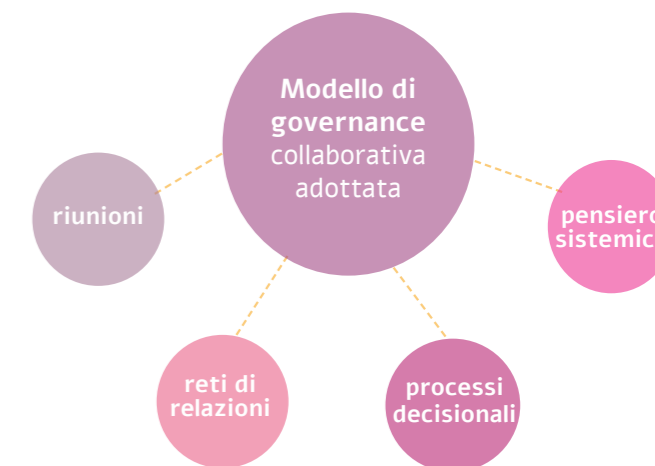 Modello di
governance
collaborativa
adottata
riunioni
pensiero
sistemic
reti di
relazioni
processi
decisionali